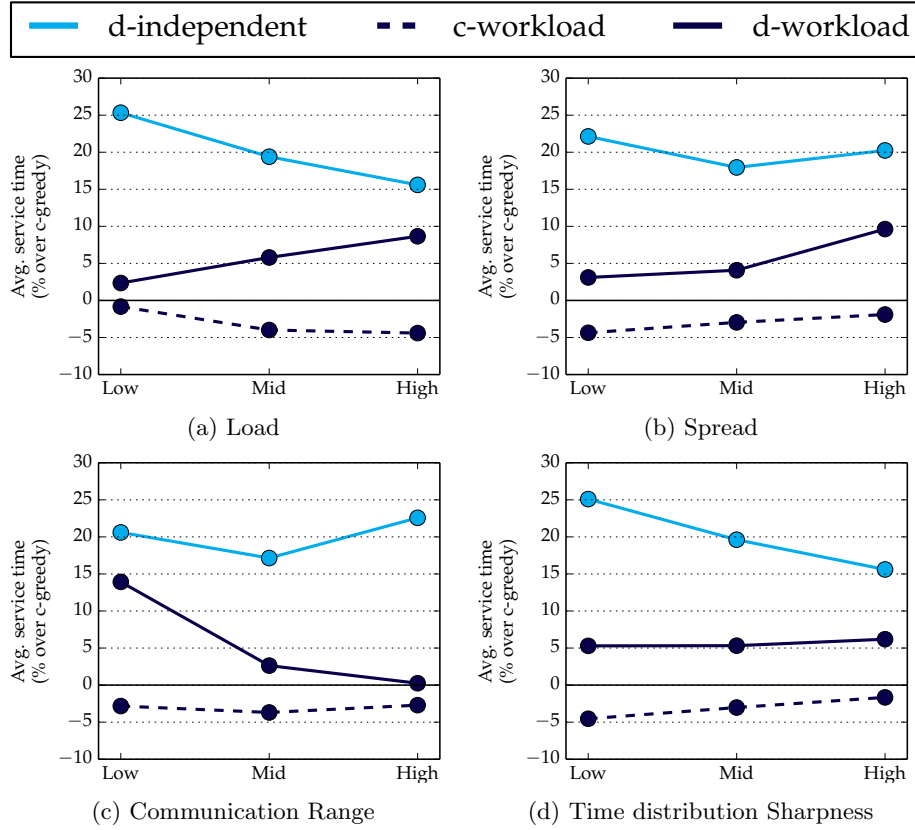 d-independent c-workload d-workload
30
25
20
15
10
5
0
−5
−10
Avg. service time
(% over c-greedy)
Low Mid High
(a) Load
30
25
20
15
10
5
0
−5
−10
Avg. service time
(% over c-greedy)
Low Mid High
(b) Spread
30
25
20
15
10
5
0
−5
−10
Avg. service time
(% over c-greedy)
Low Mid High
(c) Communication Range
30
25
20
15
10
5
0
−5
−10
Avg. service time
(% over c-greedy)
Low Mid High
(d) Time distribution Sharpness